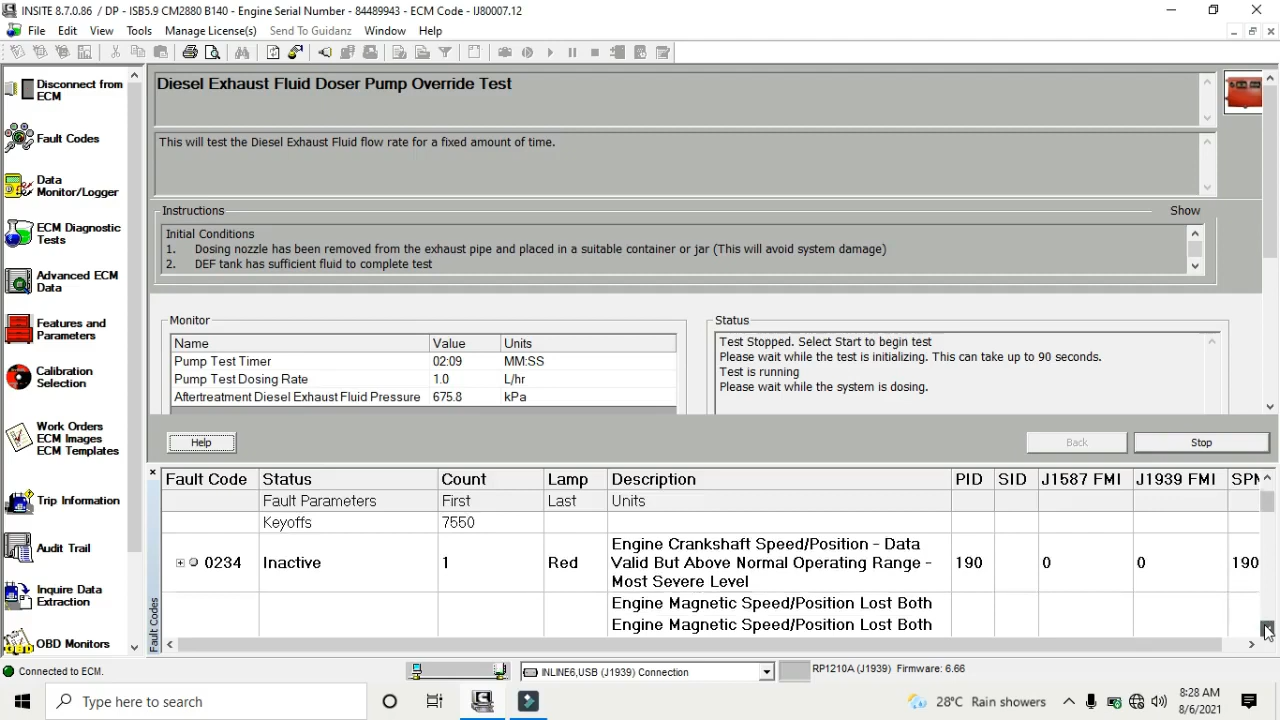 INSITE 8.7.0.86 / DP - ISB5.9 CM2880 B140 - Engine Serial Number - 84489943 - ECM Code - IJ80007.12
File Edit View Tools Manage License(s) Send To Guidanz Window Help
Disconnect from
ECM
Fault Codes
Data
Monitor/Logger
ECM Diagnostic
Tests
Advanced ECM
Data
Features and
Parameters
Calibration
Selection
Work Orders
ECM Images
ECM Templates
Trip Information
Audit Trail
Inquire Data
Extraction
OBD Monitors
Diesel Exhaust Fluid Doser Pump Override Test
This will test the Diesel Exhaust Fluid flow rate for a fixed amount of time.
Instructions Show
Initial Conditions
1. Dosing nozzle has been removed from the exhaust pipe and placed in a suitable container or jar (This will avoid system damage)
2. DEF tank has sufficient fluid to complete test
Monitor
Name Value Units
Pump Test Timer 02:09 MM:SS
Pump Test Dosing Rate 1.0 L/hr
Aftertreatment Diesel Exhaust Fluid Pressure 675.8 kPa
Status
Test Stopped. Select Start to begin test
Please wait while the test is initializing. This can take up to 90 seconds.
Test is running
Please wait while the system is dosing.
Help Back Stop
Fault Codes
Fault Code Status Count Lamp Description PID SID J1587 FMI J1939 FMI SPN
Fault Parameters First Last Units
Keyoffs 7550
0234 Inactive 1 Red Engine Crankshaft Speed/Position - Data
Valid But Above Normal Operating Range -
Most Severe Level 190 0 0 190
Engine Magnetic Speed/Position Lost Both
Engine Magnetic Speed/Position Lost Both
Connected to ECM. INLINE6,USB (J1939) Connection RP1210A (J1939) Firmware: 6.66
Type here to search 28°C Rain showers 8:28 AM
8/6/2021